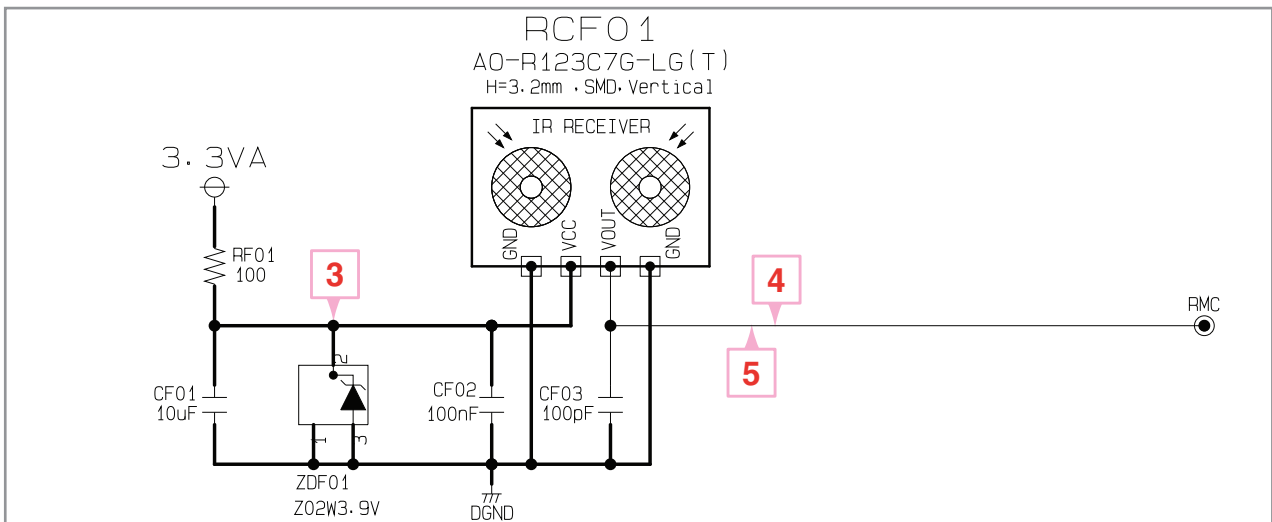 RCF01
AO-R123C7G-LG(T)
H=3.2mm ,SMD,Vertical
IR RECEIVER
GND
VCC
VOUT
GND
3.3VA
RF01
100
3
4
5
RMC
2
CF01
10uF
CF02
100nF
CF03
100pF
1
3
ZDF01
Z02W3.9V
DGND